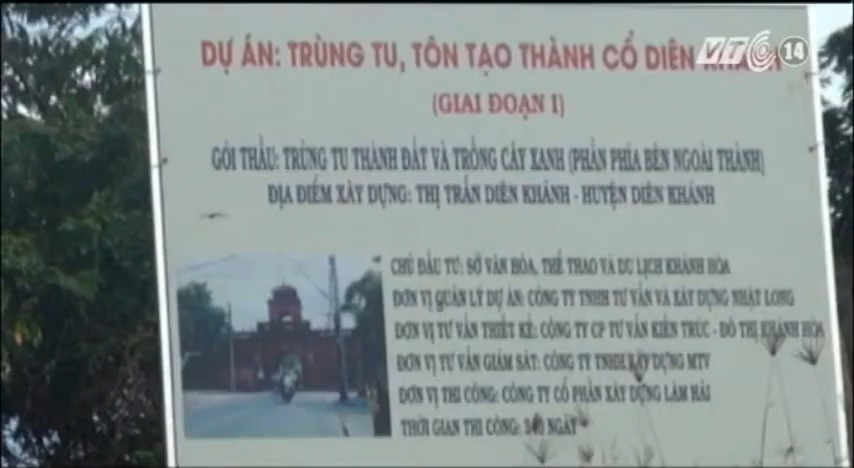 VTC 14
DỰ ÁN: TRÙNG TU, TÔN TẠO THÀNH CỔ DIÊN KHÁNH
(GIAI ĐOẠN I)
GÓI THẦU: TRÙNG TU THÀNH ĐẤT VÀ TRỒNG CÂY XANH (PHẦN PHÍA BÊN NGOÀI THÀNH)
ĐỊA ĐIỂM XÂY DỰNG: THỊ TRẤN DIÊN KHÁNH - HUYỆN DIÊN KHÁNH
CHỦ ĐẦU TƯ: SỞ VĂN HÓA, THỂ THAO VÀ DU LỊCH KHÁNH HÒA
ĐƠN VỊ QUẢN LÝ DỰ ÁN: CÔNG TY TNHH TƯ VẤN VÀ XÂY DỰNG NHẬT LONG
ĐƠN VỊ TƯ VẤN THIẾT KẾ: CÔNG TY CP TƯ VẤN KIẾN TRÚC - ĐÔ THỊ KHÁNH HÒA
ĐƠN VỊ TƯ VẤN GIÁM SÁT: CÔNG TY TNHH XÂY DỰNG MTV
ĐƠN VỊ THI CÔNG: CÔNG TY CỔ PHẦN XÂY DỰNG LÂM HẢI
THỜI GIAN THI CÔNG: NGÀY